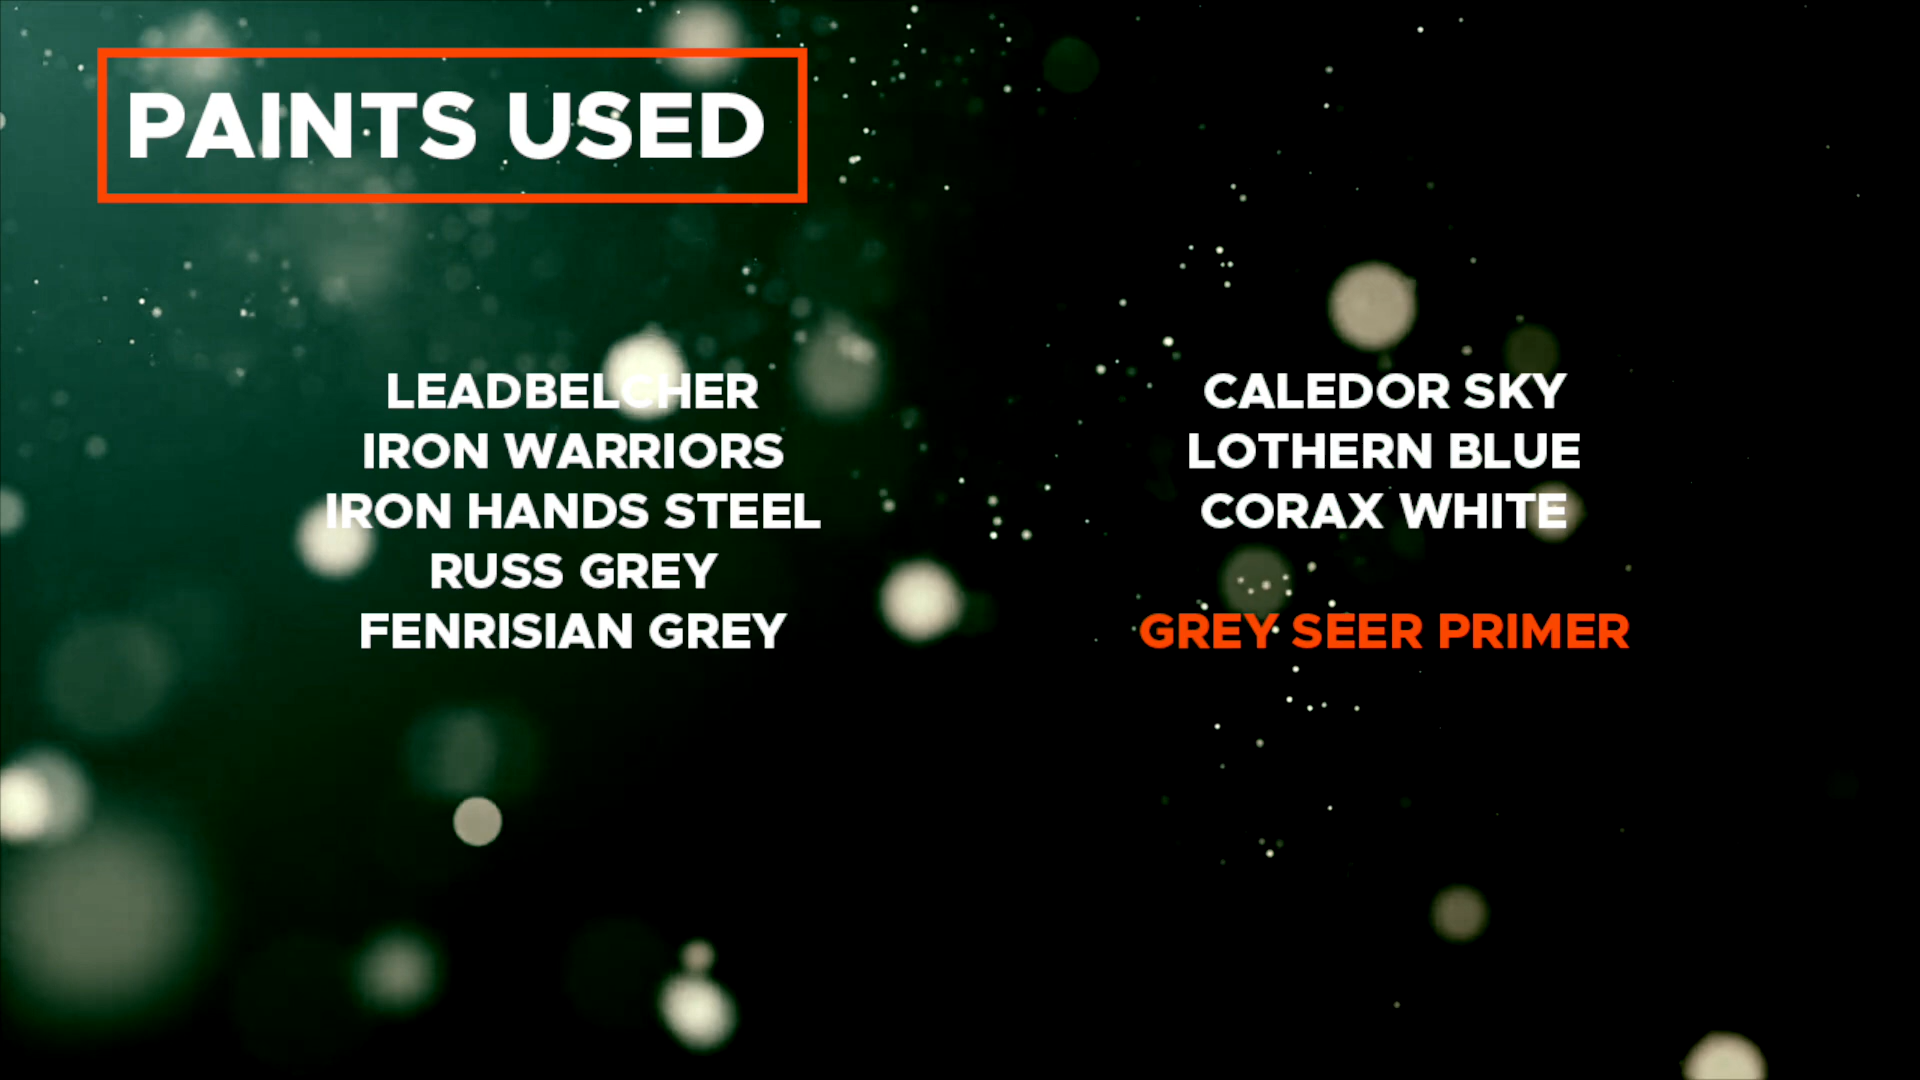 PAINTS USED
LEADBELCHER
IRON WARRIORS
IRON HANDS STEEL
RUSS GREY
FENRISIAN GREY
CALEDOR SKY
LOTHERN BLUE
CORAX WHITE
GREY SEER PRIMER